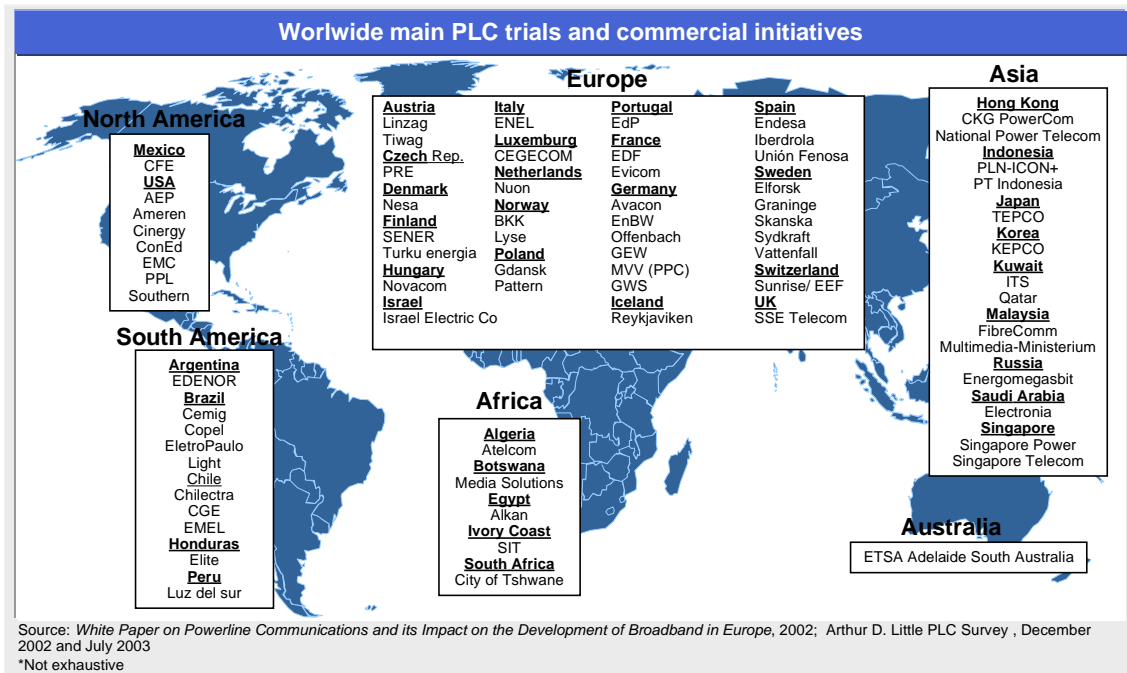 Worlwide main PLC trials and commercial initiatives
North America
Mexico
CFE
USA
AEP
Ameren
Cinergy
ConEd
EMC
PPL
Southern
South America
Argentina
EDENOR
Brazil
Cemig
Copel
EletroPaulo
Light
Chile
Chilectra
CGE
EMEL
Honduras
Elite
Peru
Luz del sur
Europe
Austria
Linzag
Tiwag
Czech Rep.
PRE
Denmark
Nesa
Finland
SENER
Turku energia
Hungary
Novacom
Israel
Israel Electric Co
Italy
ENEL
Luxemburg
CEGECOM
Netherlands
Nuon
Norway
BKK
Lyse
Poland
Gdansk
Pattern
Portugal
EdP
France
EDF
Evicom
Germany
Avacon
EnBW
Offenbach
GEW
MVV (PPC)
GWS
Iceland
Reykjaviken
Spain
Endesa
Iberdrola
Unión Fenosa
Sweden
Elforsk
Graninge
Skanska
Sydkraft
Vattenfall
Switzerland
Sunrise/ EEF
UK
SSE Telecom
Africa
Algeria
Atelcom
Botswana
Media Solutions
Egypt
Alkan
Ivory Coast
SIT
South Africa
City of Tshwane
Asia
Hong Kong
CKG PowerCom
National Power Telecom
Indonesia
PLN-ICON+
PT Indonesia
Japan
TEPCO
Korea
KEPCO
Kuwait
ITS
Qatar
Malaysia
FibreComm
Multimedia-Ministerium
Russia
Energomegasbit
Saudi Arabia
Electronia
Singapore
Singapore Power
Singapore Telecom
Australia
ETSA Adelaide South Australia
Source: White Paper on Powerline Communications and its Impact on the Development of Broadband in Europe, 2002; Arthur D. Little PLC Survey , December
2002 and July 2003
*Not exhaustive